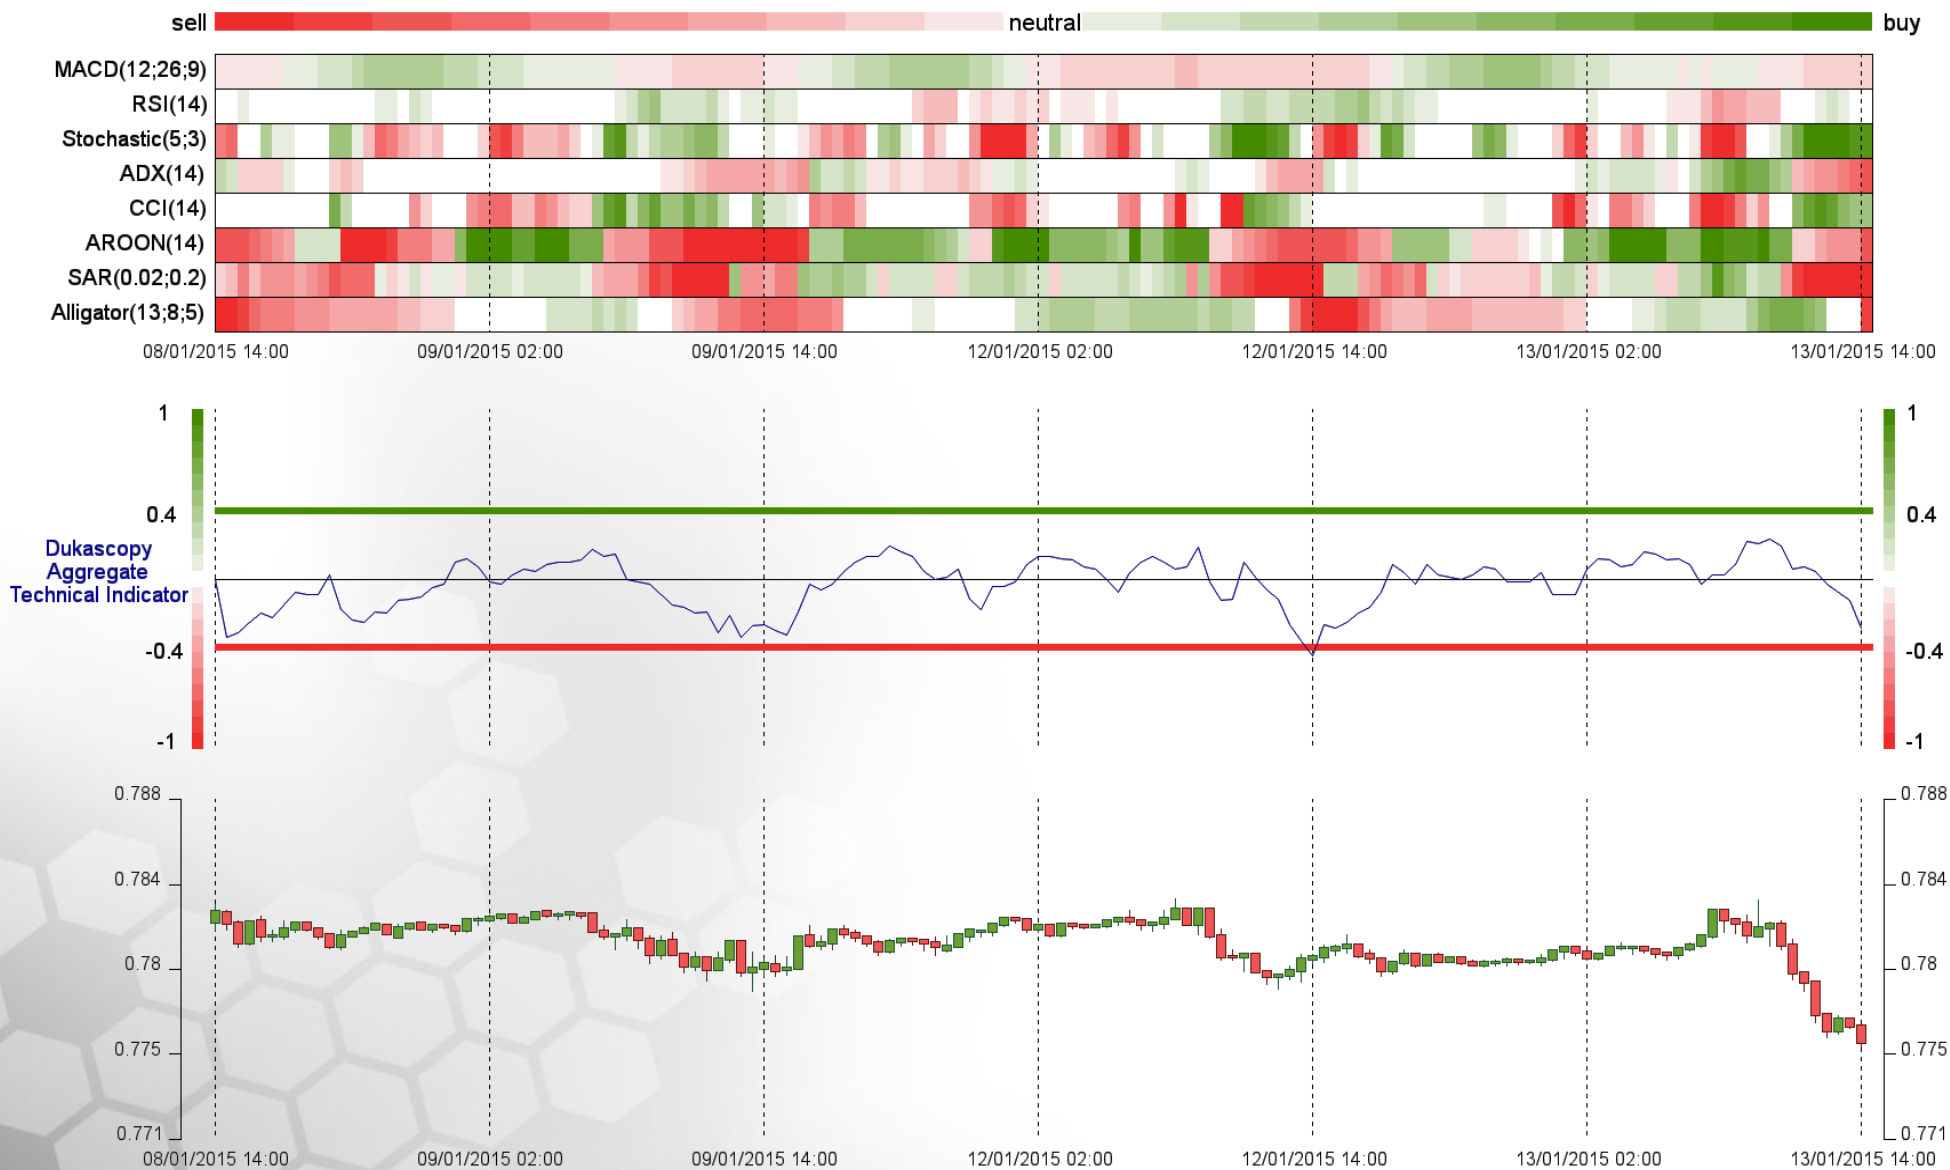 sell neutral buy
MACD(12;26;9)
RSI(14)
Stochastic(5;3)
ADX(14)
CCI(14)
AROON(14)
SAR(0.02;0.2)
Alligator(13;8;5)
08/01/2015 14:00 09/01/2015 02:00 09/01/2015 14:00 12/01/2015 02:00 12/01/2015 14:00 13/01/2015 02:00 13/01/2015 14:00
1 1
0.4 0.4
Dukascopy
Aggregate
Technical Indicator
-0.4 -0.4
-1 -1
0.788 0.788
0.784 0.784
0.78 0.78
0.775 0.775
0.771 0.771
08/01/2015 14:00 09/01/2015 02:00 09/01/2015 14:00 12/01/2015 02:00 12/01/2015 14:00 13/01/2015 02:00 13/01/2015 14:00